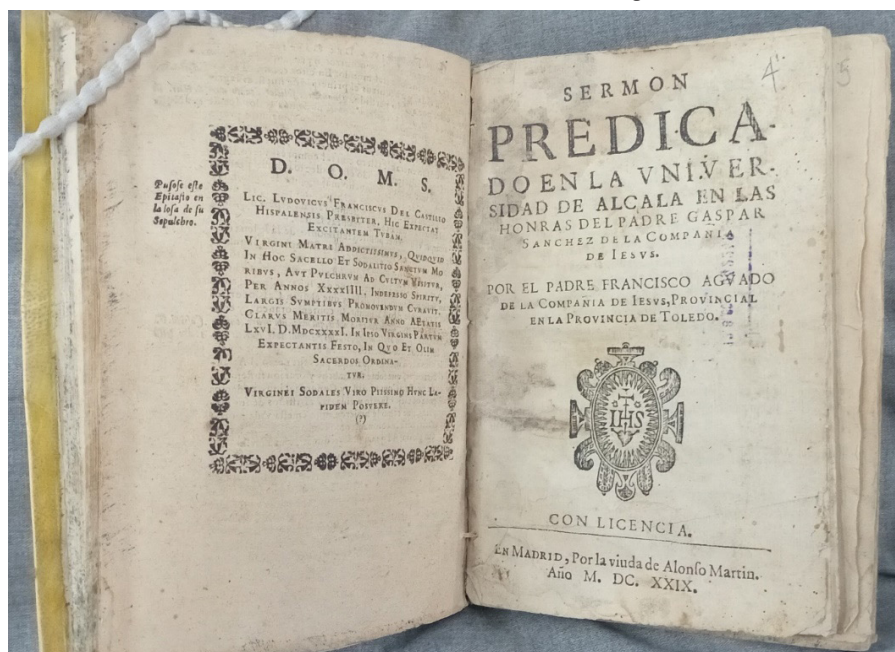 Pusose este
Epitafio en
la losa de su
Sepulchro.
D. O. M. S.
LIC. LVDOVICVS FRANCISCVS DEL CASTILLO
HISPALENSIS PRESBITER. HIC EXPECTAT
EXCITANTEM TVBAM.
VIRGINI MATRI ADDICTISSIMVS, QVIDQVID
IN HOC SACELLO ET SODALITIO SANCTVM MO
RIBVS, AVT PVLCHRVM AD CVLTVM VISITVR,
PER ANNOS XXXXIIII. INDEFESSO SPIRITV,
LARGIS SVMPTIBVS PROMOVENDVM CVRAVIT.
CLARVS MERITIS MORITVR ANNO AETATIS
LXVI. D.MDCXXXXI. IN IPSO VIRGINIS PARTVM
EXPECTANTIS FESTO, IN QVO ET OLIM
SACERDOS ORDINA-
TVR.
VIRGINEI SODALES VIRO PIISSIMO HVNC LA-
PIDEM POSVERE.
(?)
4
5
SERMON
PREDICA-
DO EN LA VNIVER-
SIDAD DE ALCALA EN LAS
HONRAS DEL PADRE GASPAR
SANCHEZ DE LA COMPAÑIA
DE IESVS.
POR EL PADRE FRANCISCO AGVADO
DE LA COMPAÑIA DE IESVS, PROVINCIAL
EN LA PROVINCIA DE TOLEDO.
IHS
CON LICENCIA.
EN MADRID, Por la viuda de Alonso Martin.
Año M. DC. XXIX.